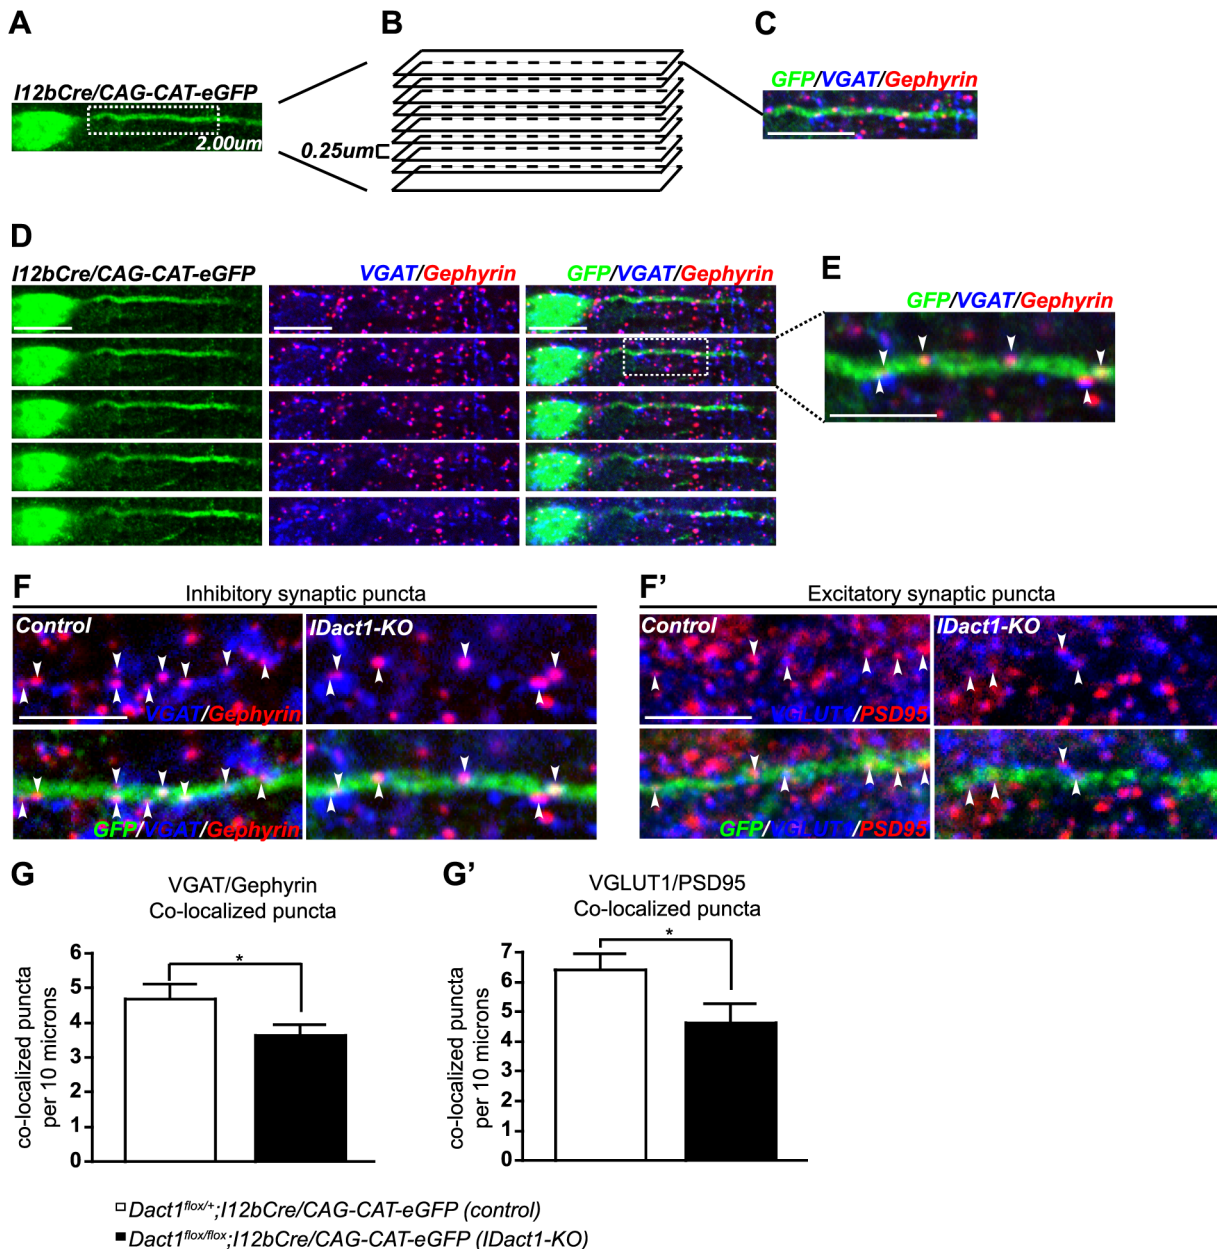 A
B
C
I12bCre/CAG-CAT-eGFP
2.00um
0.25um
GFP/VGAT/Gephyrin
D
I12bCre/CAG-CAT-eGFP
VGAT/Gephyrin
GFP/VGAT/Gephyrin
E
GFP/VGAT/Gephyrin
F
Inhibitory synaptic puncta
Control
IDact1-KO
VGAT/Gephyrin
GFP/VGAT/Gephyrin
F'
Excitatory synaptic puncta
Control
IDact1-KO
VGLUT1/PSD95
GFP/VGLUT1/PSD95
G
VGAT/Gephyrin
Co-localized puncta
co-localized puncta
per 10 microns
6
5
4
3
2
1
0
*
G'
VGLUT1/PSD95
Co-localized puncta
co-localized puncta
per 10 microns
7
6
5
4
3
2
1
0
*
Dact1flox/+;I12bCre/CAG-CAT-eGFP (control)
Dact1flox/flox;I12bCre/CAG-CAT-eGFP (IDact1-KO)